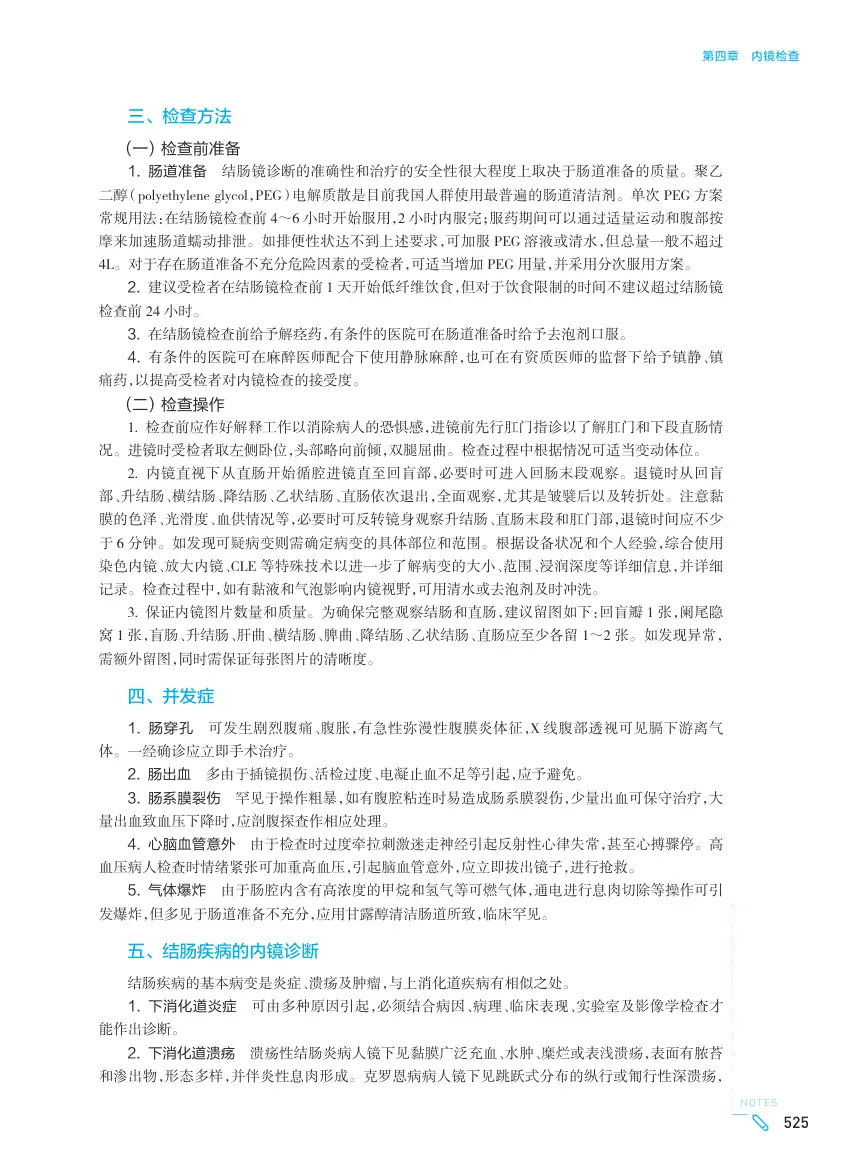 第四章 内镜检查
三、检查方法
（一）检查前准备
1. 肠道准备 结肠镜诊断的准确性和治疗的安全性很大程度上取决于肠道准备的质量。聚乙
二醇（polyethylene glycol,PEG）电解质散是目前我国人群使用最普遍的肠道清洁剂。单次 PEG 方案
常规用法:在结肠镜检查前 4～6 小时开始服用,2 小时内服完;服药期间可以通过适量运动和腹部按
摩来加速肠道蠕动排泄。如排便性状达不到上述要求,可加服 PEG 溶液或清水,但总量一般不超过
4L。对于存在肠道准备不充分危险因素的受检者,可适当增加 PEG 用量,并采用分次服用方案。
2. 建议受检者在结肠镜检查前 1 天开始低纤维饮食,但对于饮食限制的时间不建议超过结肠镜
检查前 24 小时。
3. 在结肠镜检查前给予解痉药,有条件的医院可在肠道准备时给予去泡剂口服。
4. 有条件的医院可在麻醉医师配合下使用静脉麻醉,也可在有资质医师的监督下给予镇静、镇
痛药,以提高受检者对内镜检查的接受度。
（二）检查操作
1. 检查前应作好解释工作以消除病人的恐惧感,进镜前先行肛门指诊以了解肛门和下段直肠情
况。进镜时受检者取左侧卧位,头部略向前倾,双腿屈曲。检查过程中根据情况可适当变动体位。
2. 内镜直视下从直肠开始循腔进镜直至回盲部,必要时可进入回肠末段观察。退镜时从回盲
部、升结肠、横结肠、降结肠、乙状结肠、直肠依次退出,全面观察,尤其是皱襞后以及转折处。注意黏
膜的色泽、光滑度、血供情况等,必要时可反转镜身观察升结肠、直肠末段和肛门部,退镜时间应不少
于 6 分钟。如发现可疑病变则需确定病变的具体部位和范围。根据设备状况和个人经验,综合使用
染色内镜、放大内镜、CLE 等特殊技术以进一步了解病变的大小、范围、浸润深度等详细信息,并详细
记录。检查过程中,如有黏液和气泡影响内镜视野,可用清水或去泡剂及时冲洗。
3. 保证内镜图片数量和质量。为确保完整观察结肠和直肠,建议留图如下:回盲瓣 1 张,阑尾隐
窝 1 张,盲肠、升结肠、肝曲、横结肠、脾曲、降结肠、乙状结肠、直肠应至少各留 1～2 张。如发现异常,
需额外留图,同时需保证每张图片的清晰度。
四、并发症
1. 肠穿孔 可发生剧烈腹痛、腹胀,有急性弥漫性腹膜炎体征,X 线腹部透视可见膈下游离气
体。一经确诊应立即手术治疗。
2. 肠出血 多由于插镜损伤、活检过度、电凝止血不足等引起,应予避免。
3. 肠系膜裂伤 罕见于操作粗暴,如有腹腔粘连时易造成肠系膜裂伤,少量出血可保守治疗,大
量出血致血压下降时,应剖腹探查作相应处理。
4. 心脑血管意外 由于检查时过度牵拉刺激迷走神经引起反射性心律失常,甚至心搏骤停。高
血压病人检查时情绪紧张可加重高血压,引起脑血管意外,应立即拔出镜子,进行抢救。
5. 气体爆炸 由于肠腔内含有高浓度的甲烷和氢气等可燃气体,通电进行息肉切除等操作可引
发爆炸,但多见于肠道准备不充分,应用甘露醇清洁肠道所致,临床罕见。
五、结肠疾病的内镜诊断
结肠疾病的基本病变是炎症、溃疡及肿瘤,与上消化道疾病有相似之处。
1. 下消化道炎症 可由多种原因引起,必须结合病因、病理、临床表现、实验室及影像学检查才
能作出诊断。
2. 下消化道溃疡 溃疡性结肠炎病人镜下见黏膜广泛充血、水肿、糜烂或表浅溃疡,表面有脓苔
和渗出物,形态多样,并伴炎性息肉形成。克罗恩病病人镜下见跳跃式分布的纵行或匍行性深溃疡,
NOTES
525